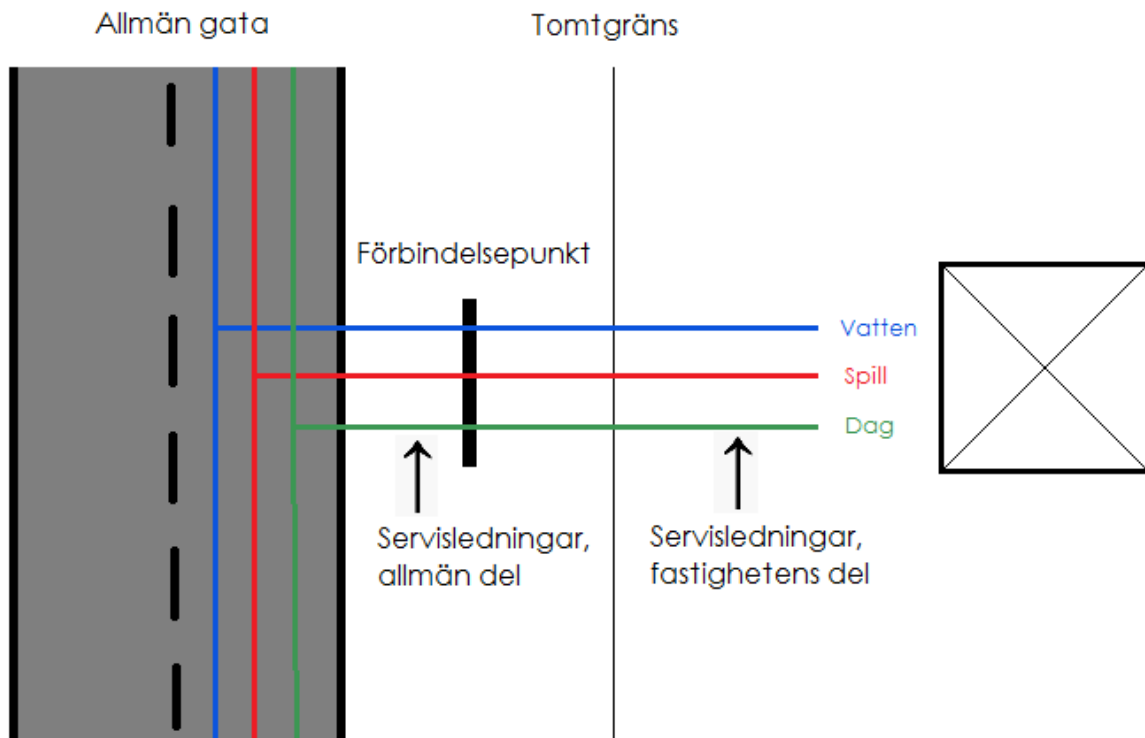 Allmän gata
Tomtgräns
Förbindelsepunkt
Vatten
Spill
Dag
Servisledningar,
allmän del
Servisledningar,
fastighetens del